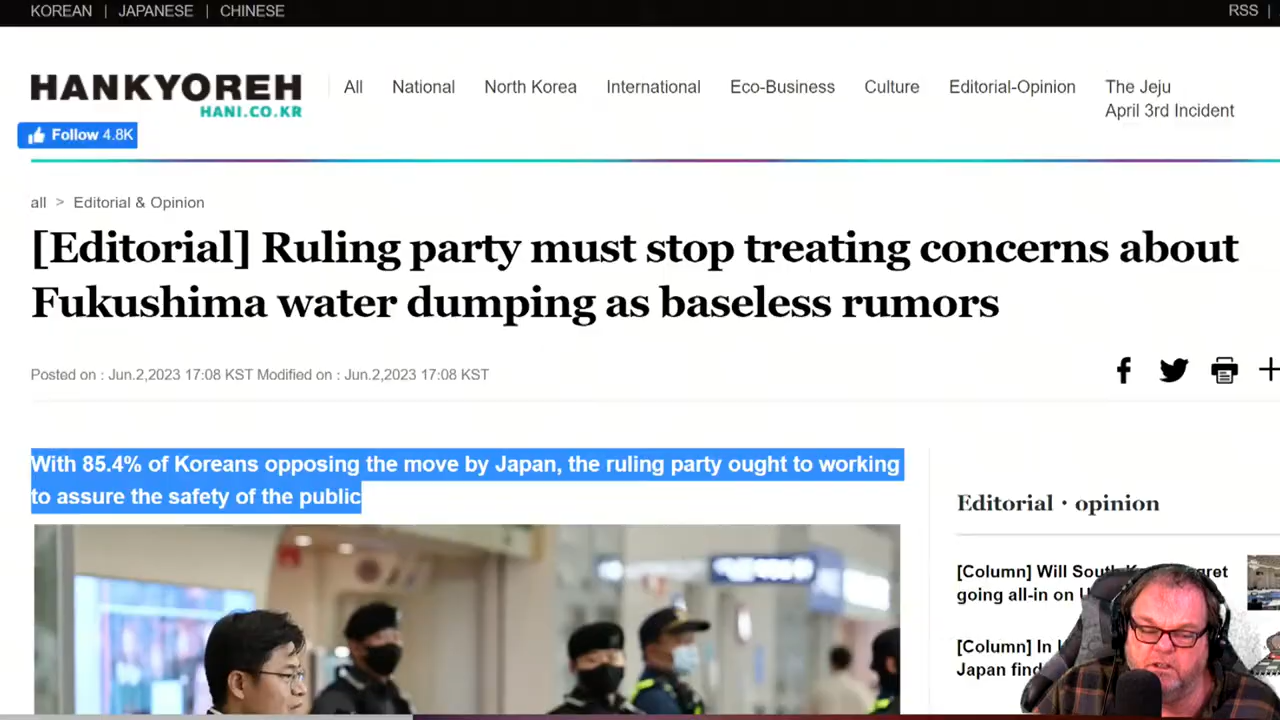 KOREAN | JAPANESE | CHINESE
RSS |
HANKYOREH
HANI.CO.KR
All
National
North Korea
International
Eco-Business
Culture
Editorial-Opinion
The Jeju
April 3rd Incident
Follow 4.8K
all > Editorial & Opinion
[Editorial] Ruling party must stop treating concerns about
Fukushima water dumping as baseless rumors
Posted on : Jun.2,2023 17:08 KST Modified on : Jun.2,2023 17:08 KST
With 85.4% of Koreans opposing the move by Japan, the ruling party ought to working
to assure the safety of the public
Editorial · opinion
[Column] Will South
going all-in on
[Column] In
Japan